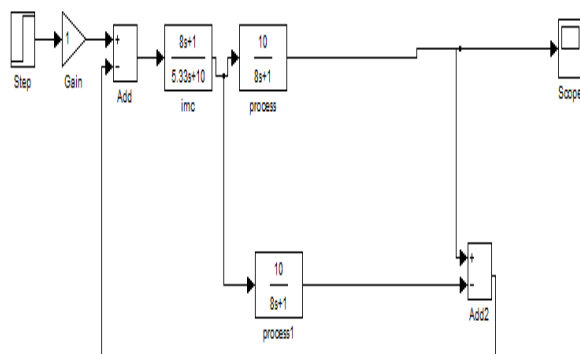 Step
1
Gain
+
−
Add
8s+1
5.33s+10
imc
10
8s+1
process
Scope
10
8s+1
process1
+
−
Add2